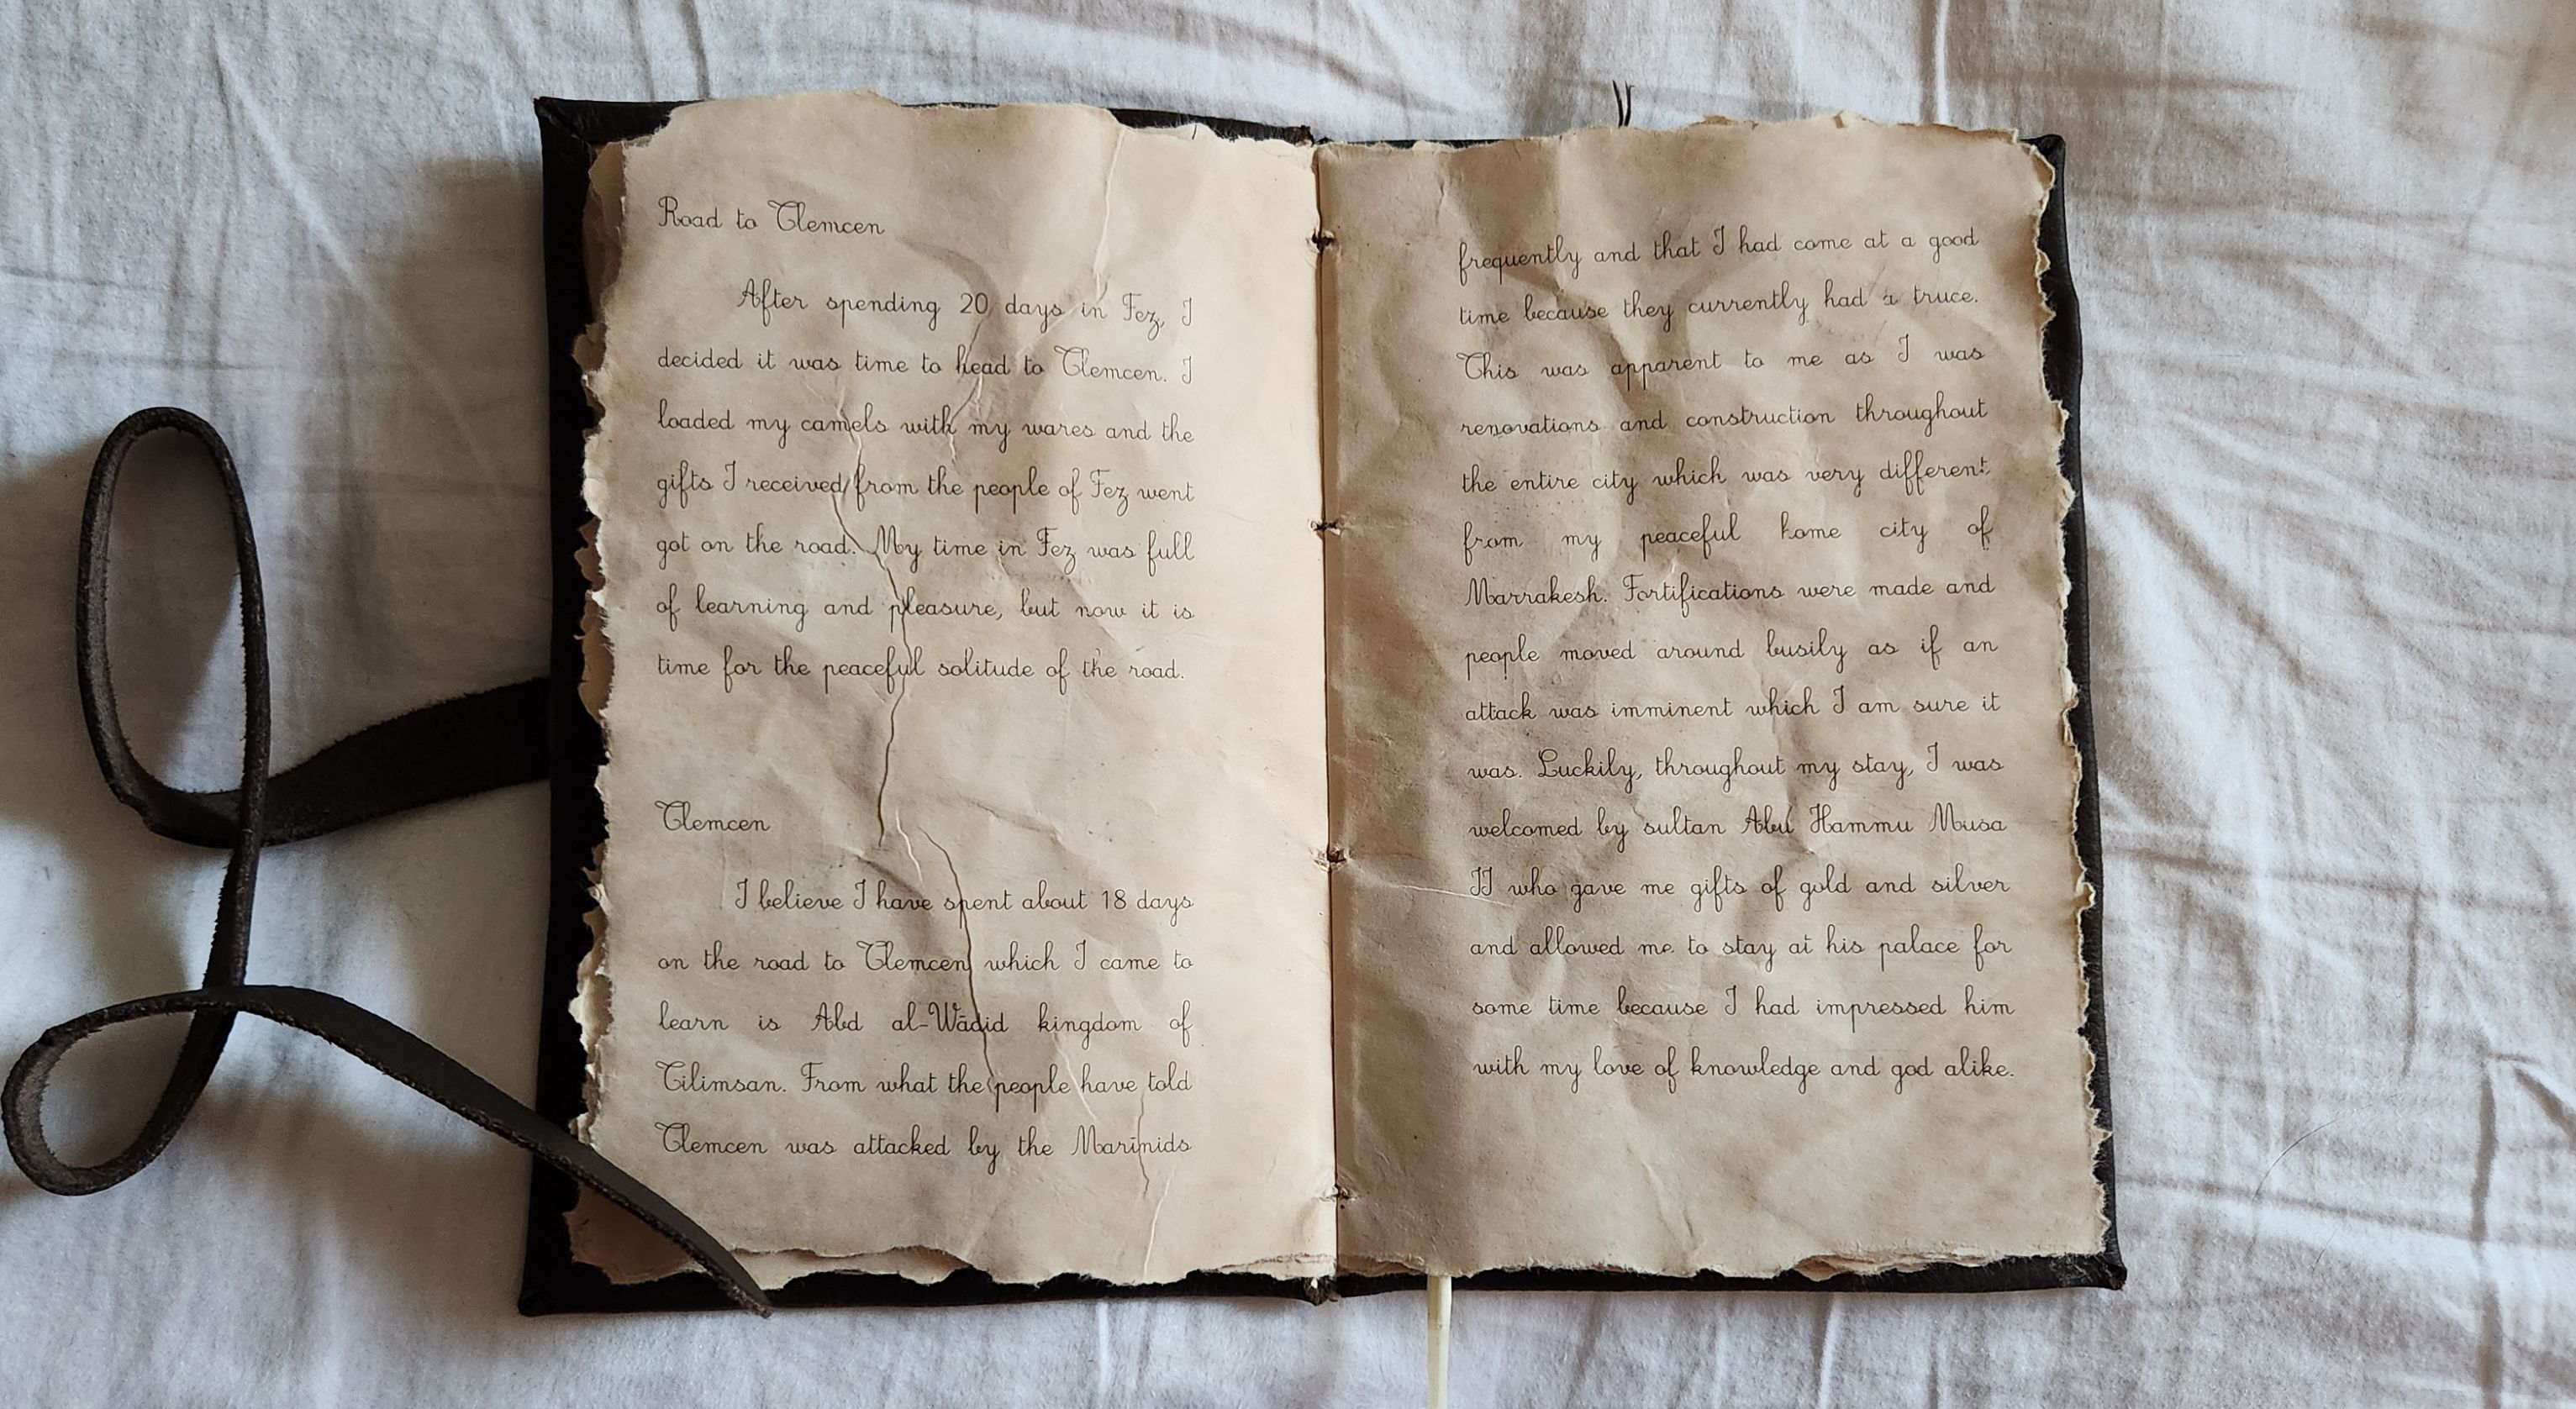 Road to Tlemcen
After spending 20 days in Fez, I
decided it was time to head to Tlemcen. I
loaded my camels with my wares and the
gifts I received from the people of Fez went
got on the road. My time in Fez was full
of learning and pleasure, but now it is
time for the peaceful solitude of the road.
Tlemcen
I believe I have spent about 18 days
on the road to Tlemcen which I came to
learn is Abd al-Wādid kingdom of
Tilimsan. From what the people have told
Tlemcen was attacked by the Marīnids
frequently and that I had come at a good
time because they currently had a truce.
This was apparent to me as I was
renovations and construction throughout
the entire city which was very different
from my peaceful home city of
Marrakesh. Fortifications were made and
people moved around busily as if an
attack was imminent which I am sure it
was. Luckily, throughout my stay, I was
welcomed by sultan Abu Hammu Musa
II who gave me gifts of gold and silver
and allowed me to stay at his palace for
some time because I had impressed him
with my love of knowledge and god alike.